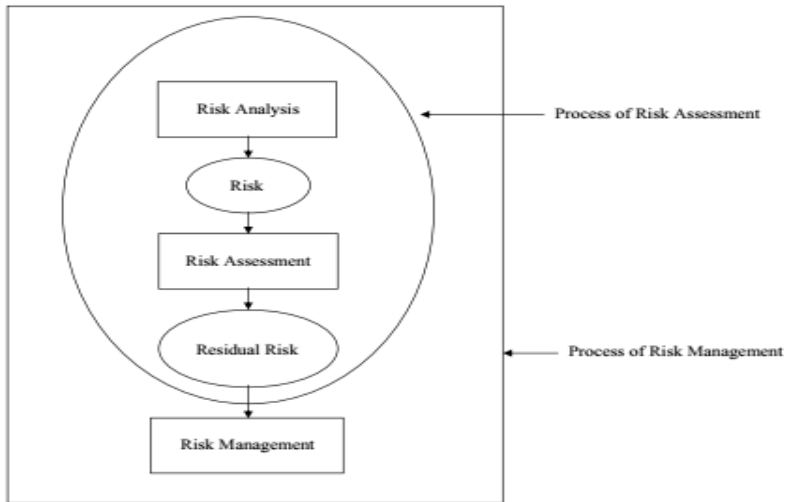 Risk Analysis
Process of Risk Assessment
Risk
Risk Assessment
Residual Risk
Process of Risk Management
Risk Management